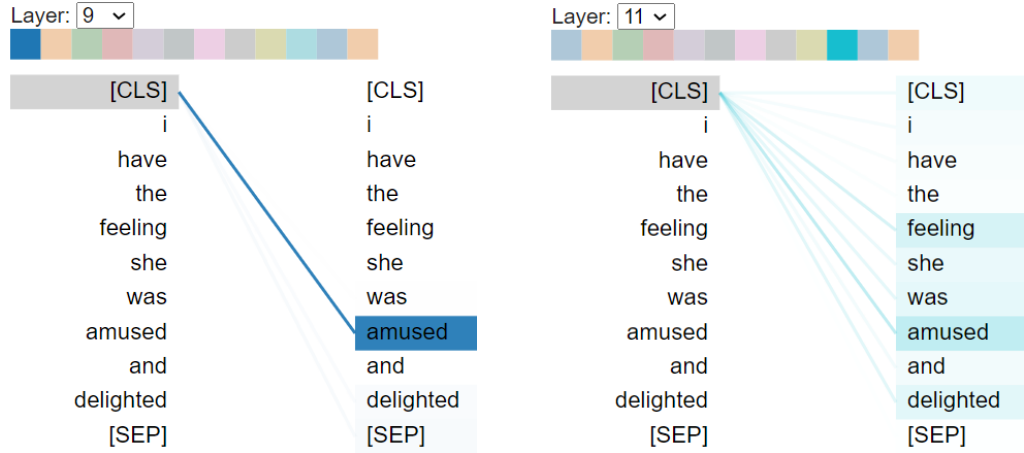 Layer: 9 Layer: 11
[CLS] [CLS] [CLS] [CLS]
i i i i
have have have have
the the the the
feeling feeling feeling feeling
she she she she
was was was was
amused amused amused amused
and and and and
delighted delighted delighted delighted
[SEP] [SEP] [SEP] [SEP]